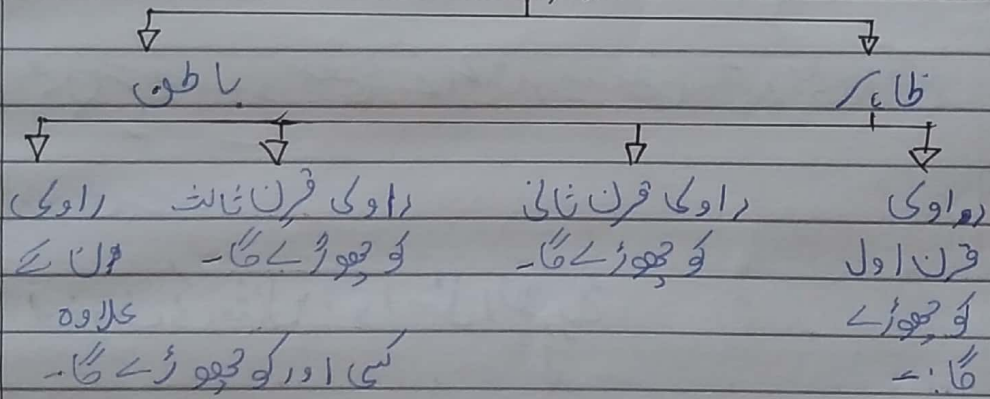 ظاہر باطن
راوی راوی قرن ثانی راوی قرن ثالث راوی
قرن اول کو چھوڑے گا۔ کو چھوڑے گا۔ ان کے
کو چھوڑے علاوہ
گا:۔ کسی اور کو چھوڑے گا۔